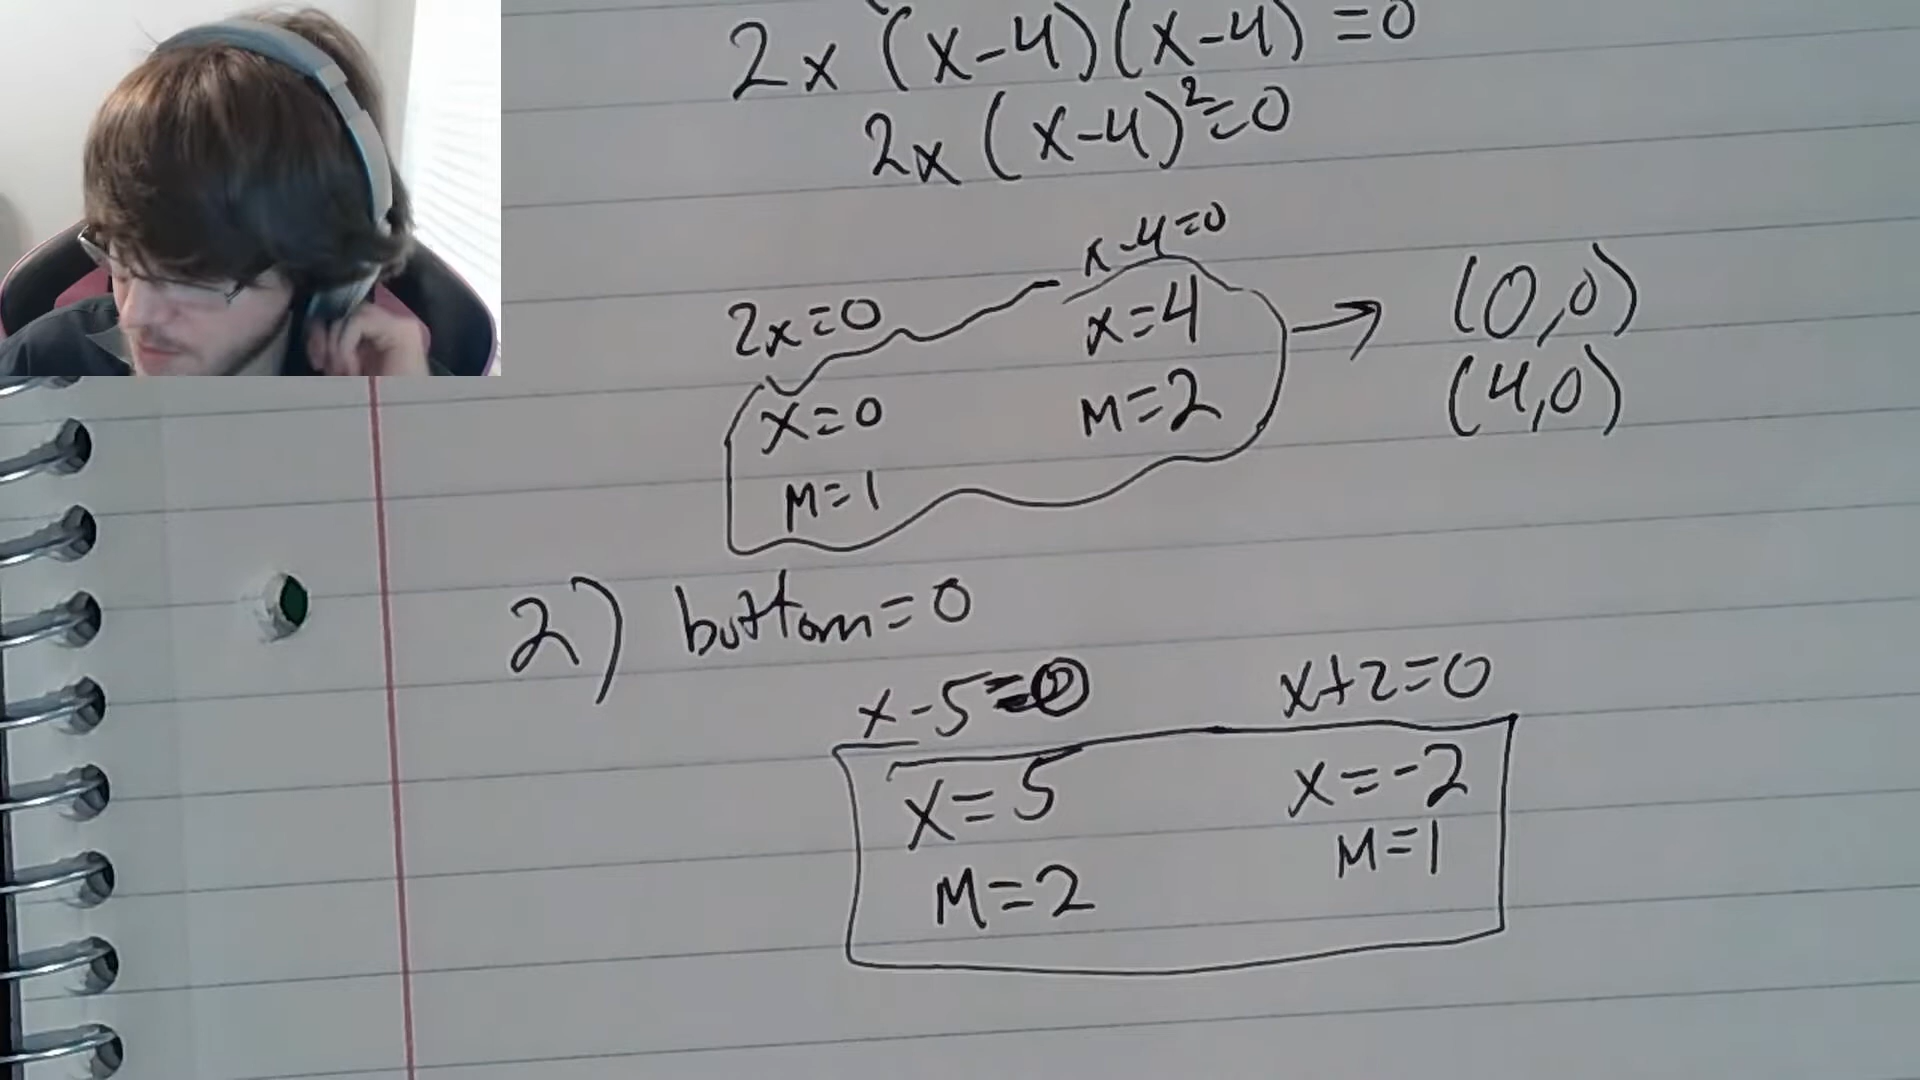 2x (x-4)(x-4) =0
2x (x-4)²=0
x-4=0
2x=0
x=4
(0,0)
x=0
M=2
(4,0)
M=1
2) bottom=0
x-5=0
x+2=0
x=5
x=-2
M=2
M=1